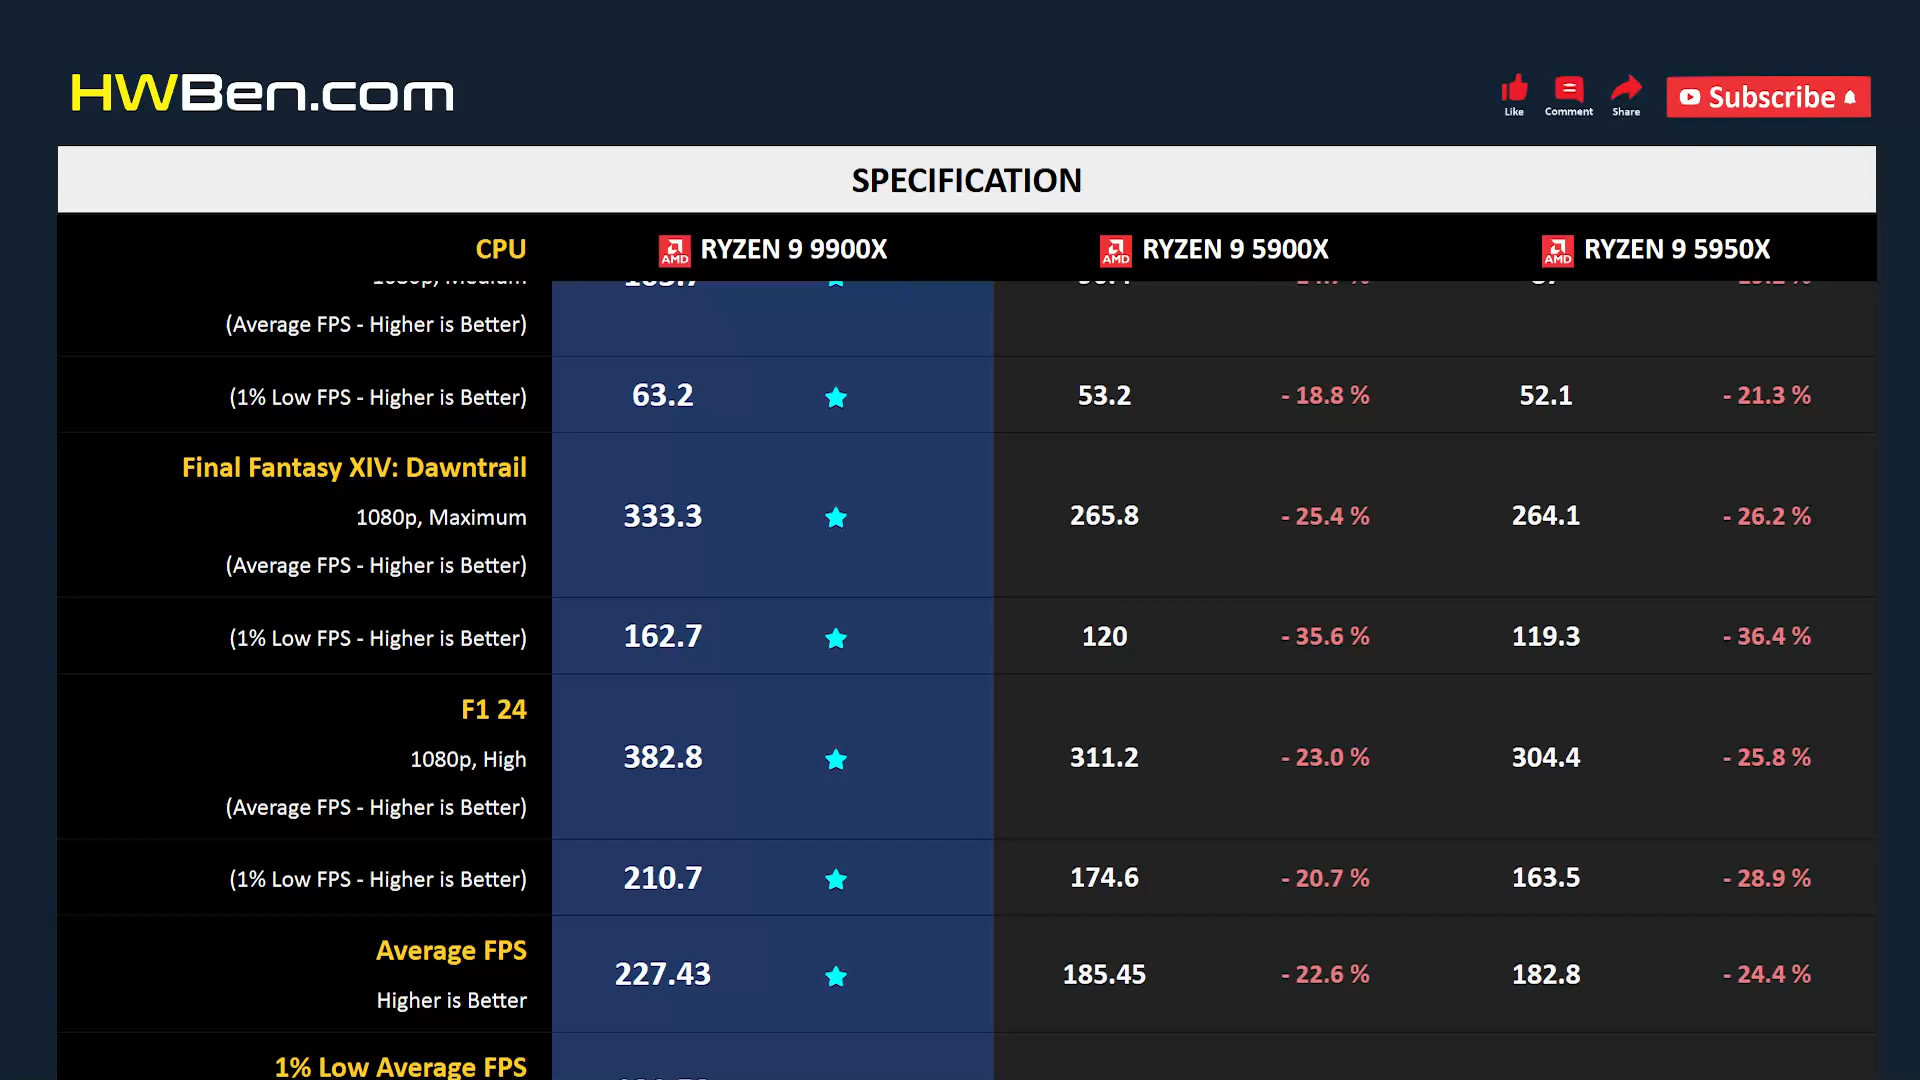 HWBen.com
Like Comment Share Subscribe
SPECIFICATION
CPU AMD RYZEN 9 9900X AMD RYZEN 9 5900X AMD RYZEN 9 5950X
1080p, Medium
(Average FPS - Higher is Better)
(1% Low FPS - Higher is Better) 63.2 53.2 - 18.8 % 52.1 - 21.3 %
Final Fantasy XIV: Dawntrail
1080p, Maximum 333.3 265.8 - 25.4 % 264.1 - 26.2 %
(Average FPS - Higher is Better)
(1% Low FPS - Higher is Better) 162.7 120 - 35.6 % 119.3 - 36.4 %
F1 24
1080p, High 382.8 311.2 - 23.0 % 304.4 - 25.8 %
(Average FPS - Higher is Better)
(1% Low FPS - Higher is Better) 210.7 174.6 - 20.7 % 163.5 - 28.9 %
Average FPS
227.43 185.45 - 22.6 % 182.8 - 24.4 %
Higher is Better
1% Low Average FPS